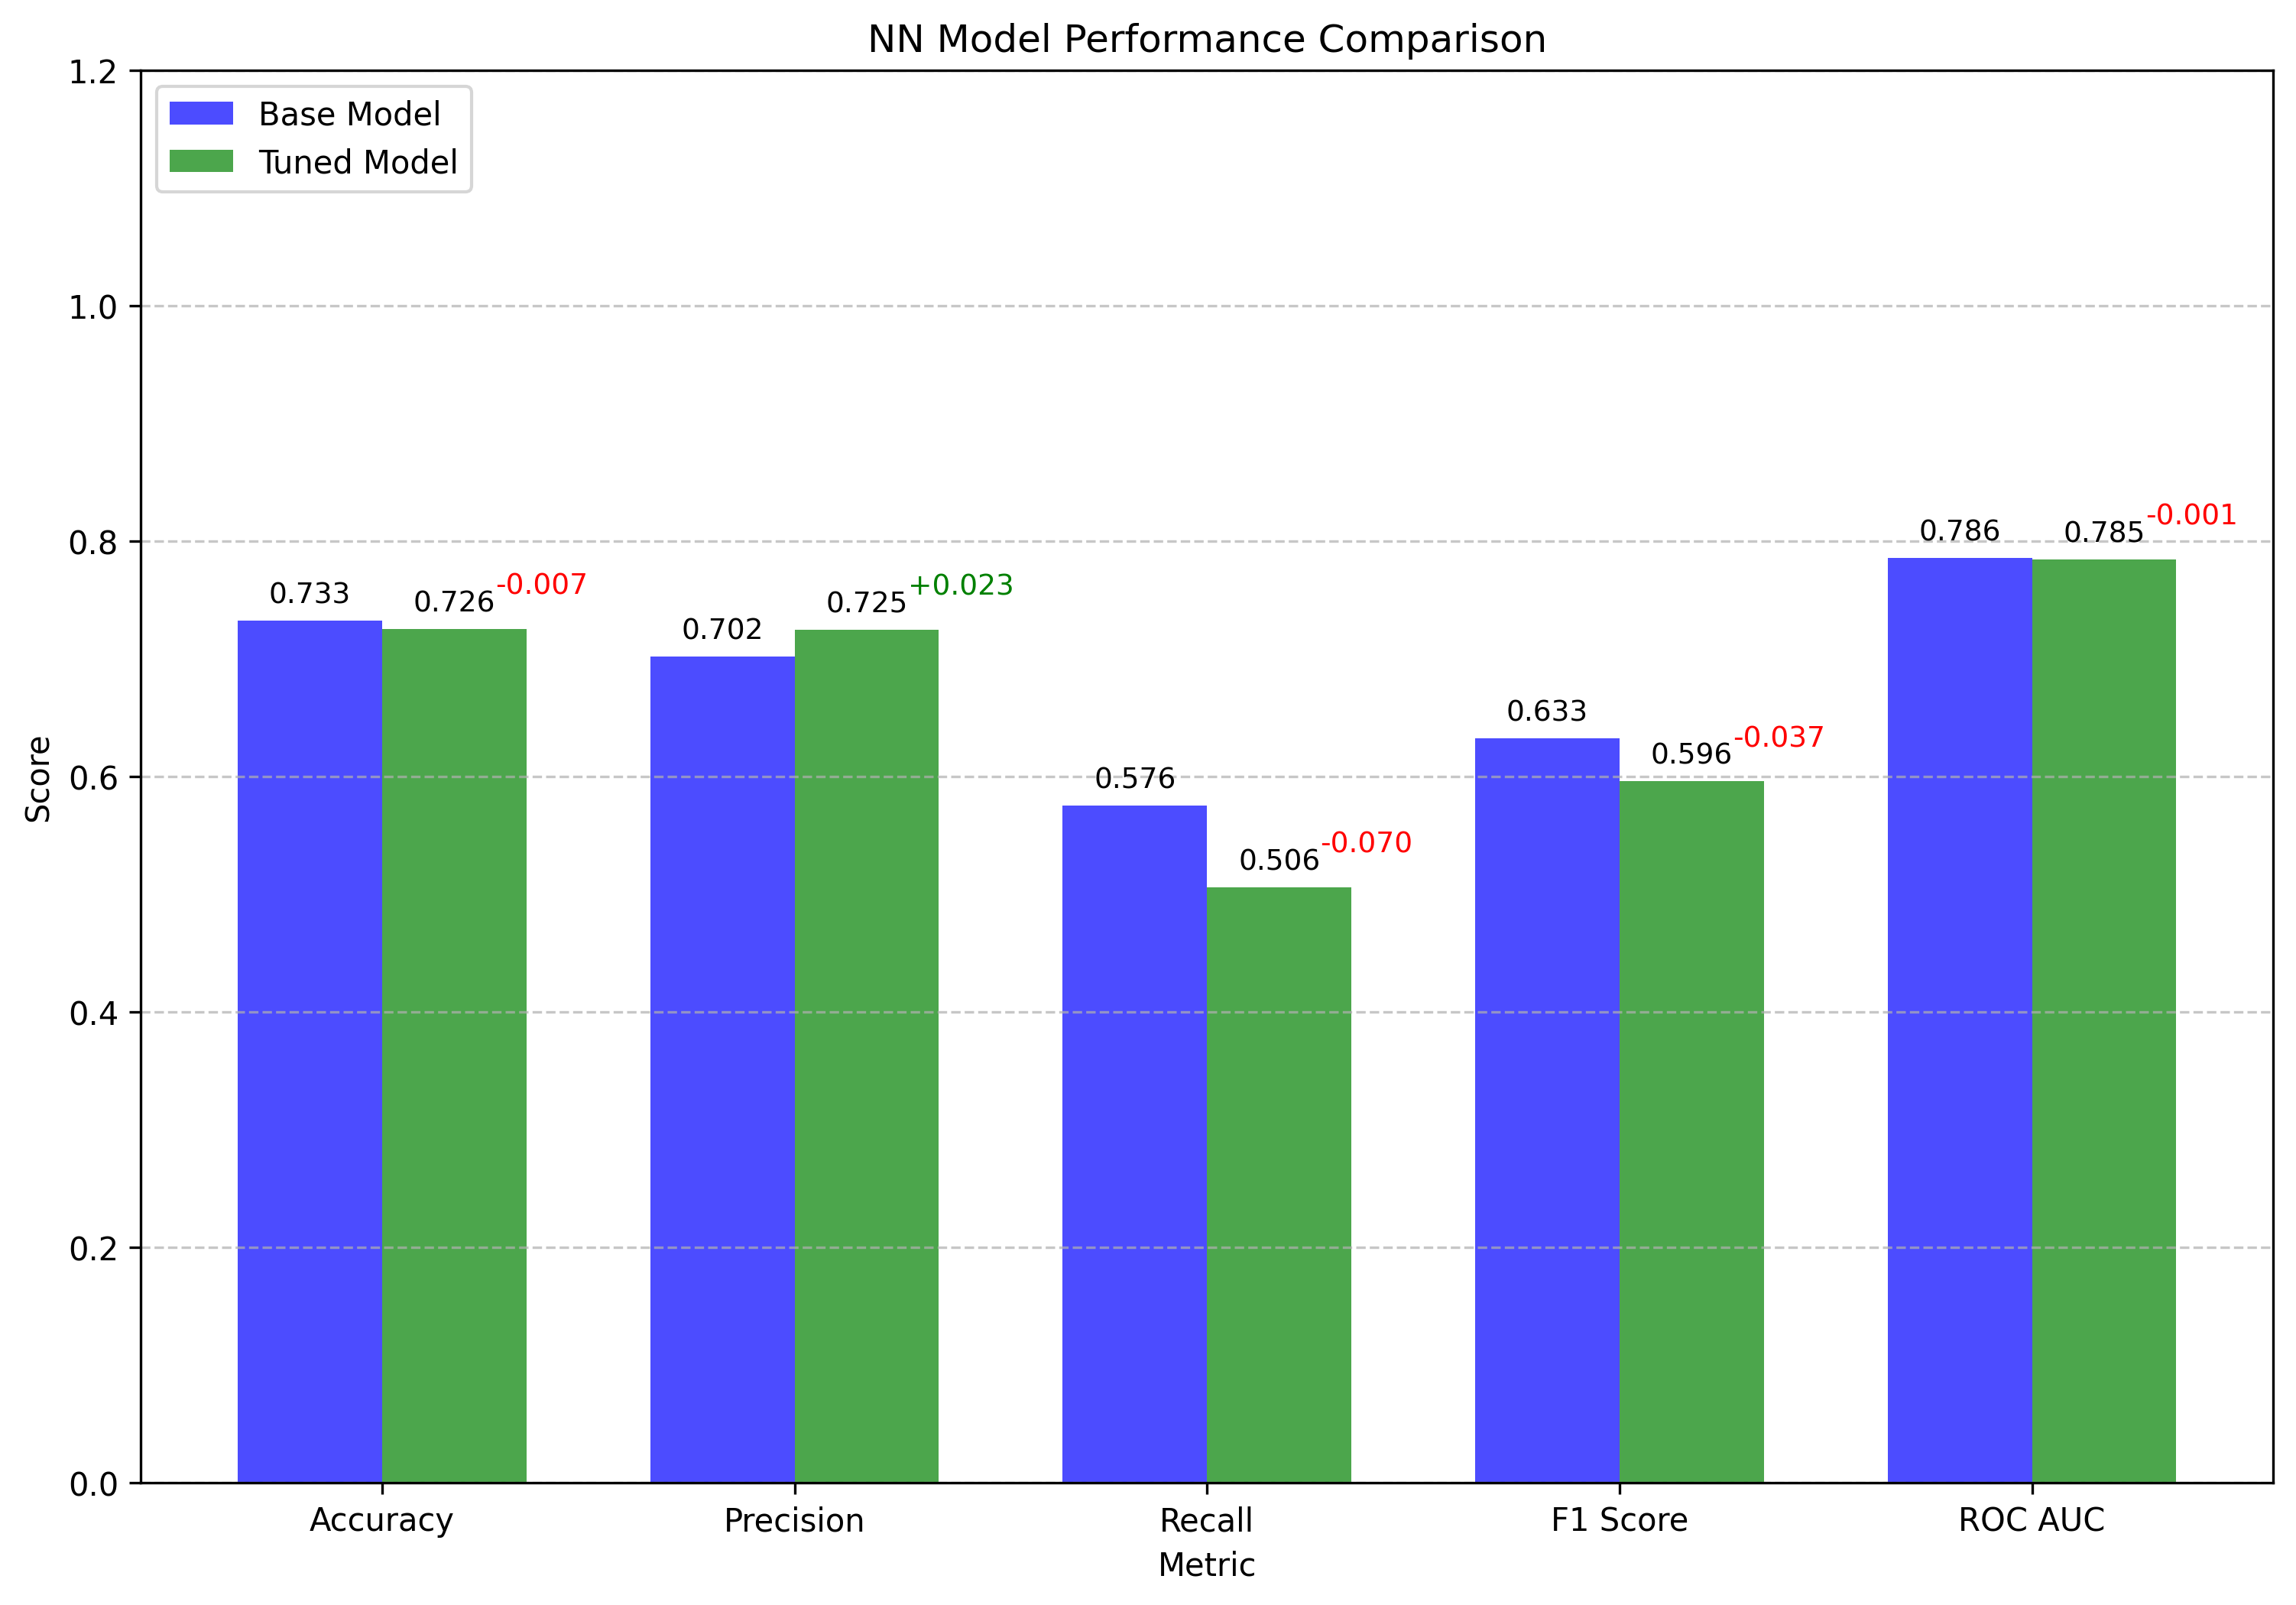 NN Model Performance Comparison
Base Model
Tuned Model
Score
1.2
1.0
0.8
0.6
0.4
0.2
0.0
0.733
0.726
-0.007
0.702
0.725
+0.023
0.576
0.506
-0.070
0.633
0.596
-0.037
0.786
0.785
-0.001
Accuracy
Precision
Recall
F1 Score
ROC AUC
Metric